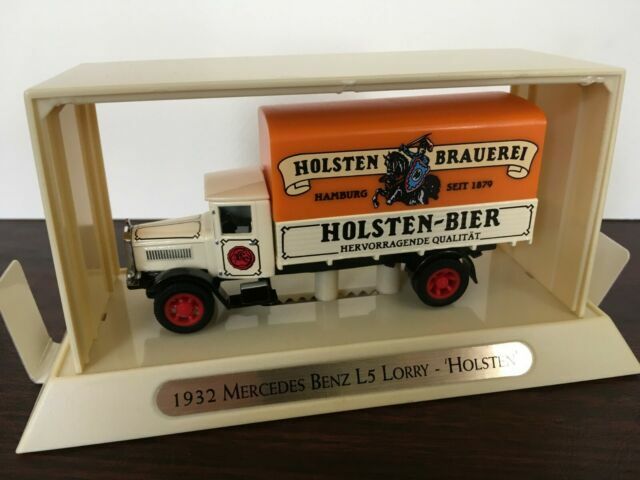 HOLSTEN BRAUEREI
HAMBURG SEIT 1879
HOLSTEN-BIER
HERVORRAGENDE QUALITÄT
1932 MERCEDES BENZ L5 LORRY - 'HOLSTEN'